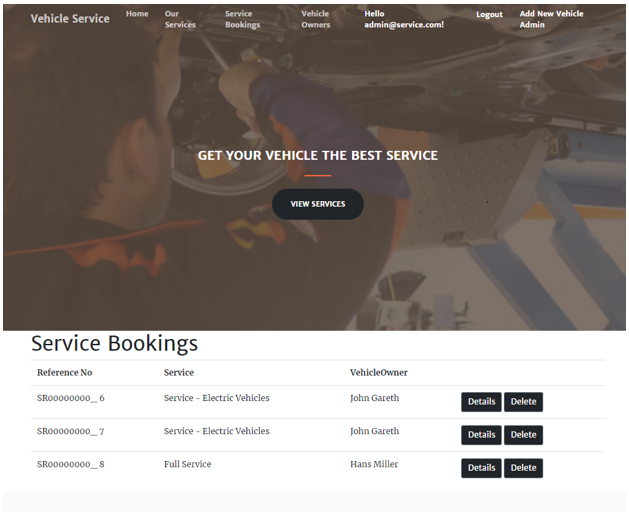 Vehicle Service Home Our Services Service Bookings Vehicle Owners Hello admin@service.com! Logout Add New Vehicle Admin
GET YOUR VEHICLE THE BEST SERVICE
VIEW SERVICES
Service Bookings
Reference No Service VehicleOwner
SR00000000_ 6 Service - Electric Vehicles John Gareth Details Delete
SR00000000_ 7 Service - Electric Vehicles John Gareth Details Delete
SR00000000_ 8 Full Service Hans Miller Details Delete